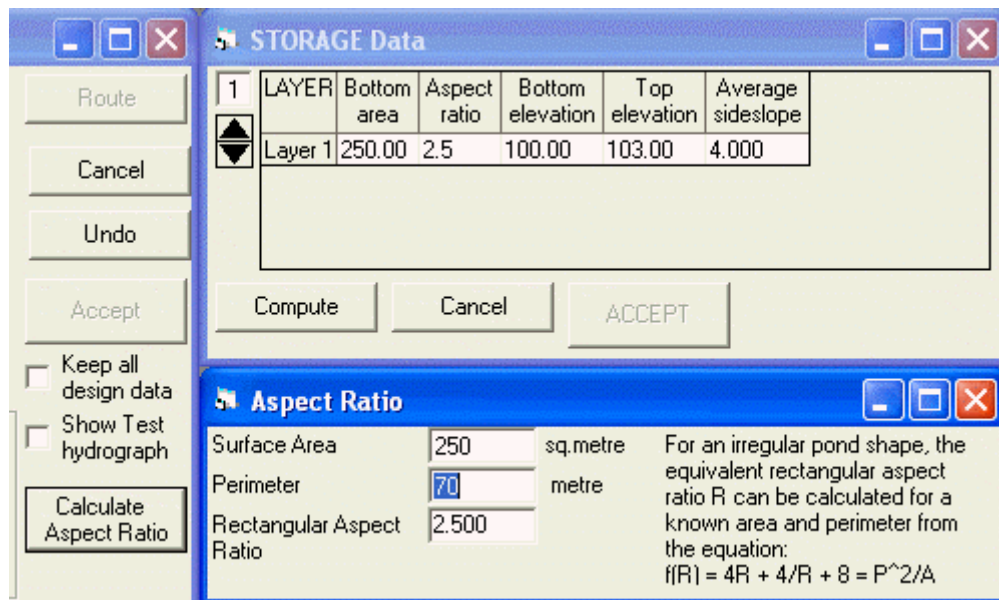 Route
Cancel
Undo
Accept
Keep all
design data
Show Test
hydrograph
Calculate
Aspect Ratio
STORAGE Data
1
LAYER Bottom area Aspect ratio Bottom elevation Top elevation Average sideslope
Layer 1 250.00 2.5 100.00 103.00 4.000
Compute Cancel ACCEPT
Aspect Ratio
Surface Area 250 sq.metre
Perimeter 70 metre
Rectangular Aspect
Ratio
2.500
For an irregular pond shape, the
equivalent rectangular aspect
ratio R can be calculated for a
known area and perimeter from
the equation:
f(R) = 4R + 4/R + 8 = P^2/A